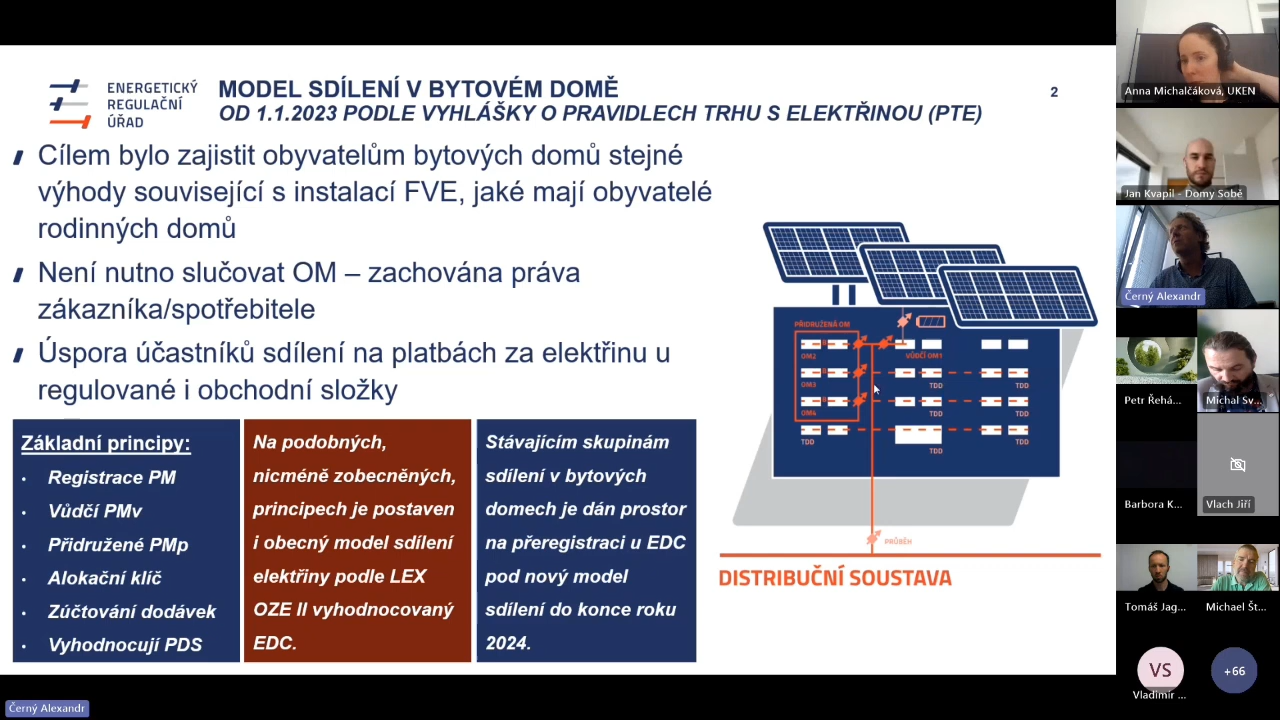 ENERGETICKÝ
REGULAČNÍ
ÚŘAD
MODEL SDÍLENÍ V BYTOVÉM DOMĚ
OD 1.1.2023 PODLE VYHLÁŠKY O PRAVIDLECH TRHU S ELEKTŘINOU (PTE)
2
Cílem bylo zajistit obyvatelům bytových domů stejné
výhody související s instalací FVE, jaké mají obyvatelé
rodinných domů
Není nutno slučovat OM – zachována práva
zákazníka/spotřebitele
Úspora účastníků sdílení na platbách za elektřinu u
regulované i obchodní složky
Základní principy:
• Registrace PM
• Vůdčí PMv
• Přidružené PMp
• Alokační klíč
• Zúčtování dodávek
• Vyhodnocují PDS
Na podobných,
nicméně zobecněných,
principech je postaven
i obecný model sdílení
elektřiny podle LEX
OZE II vyhodnocovaný
EDC.
Stávajícím skupinám
sdílení v bytových
domech je dán prostor
na přeregistraci u EDC
pod nový model
sdílení do konce roku
2024.
PŘIDRUŽENÁ OM
OM2
VŮDČÍ OM1
OM3
TDD
TDD
OM4
TDD
TDD
TDD
TDD
PRŮBĚH
DISTRIBUČNÍ SOUSTAVA
Anna Michalčáková, UKEN
Jan Kvapil - Domy Sobě
Černý Alexandr
Petr Řehá...
Michal Sv...
Barbora K...
Vlach Jiří
Tomáš Jag...
Michael Št...
VS
+66
Vladimír ...
Černý Alexandr